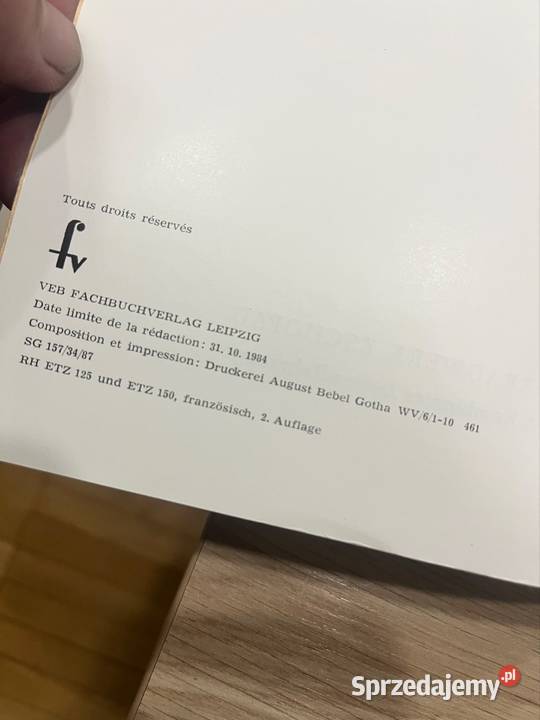 Touts droits réservés
fv
VEB FACHBUCHVERLAG LEIPZIG
Date limite de la rédaction: 31. 10. 1984
Composition et impression: Druckerei August Bebel Gotha WV/6/1-10 461
SG 157/34/87
RH ETZ 125 und ETZ 150, französisch, 2. Auflage
Sprzedajemy.pl